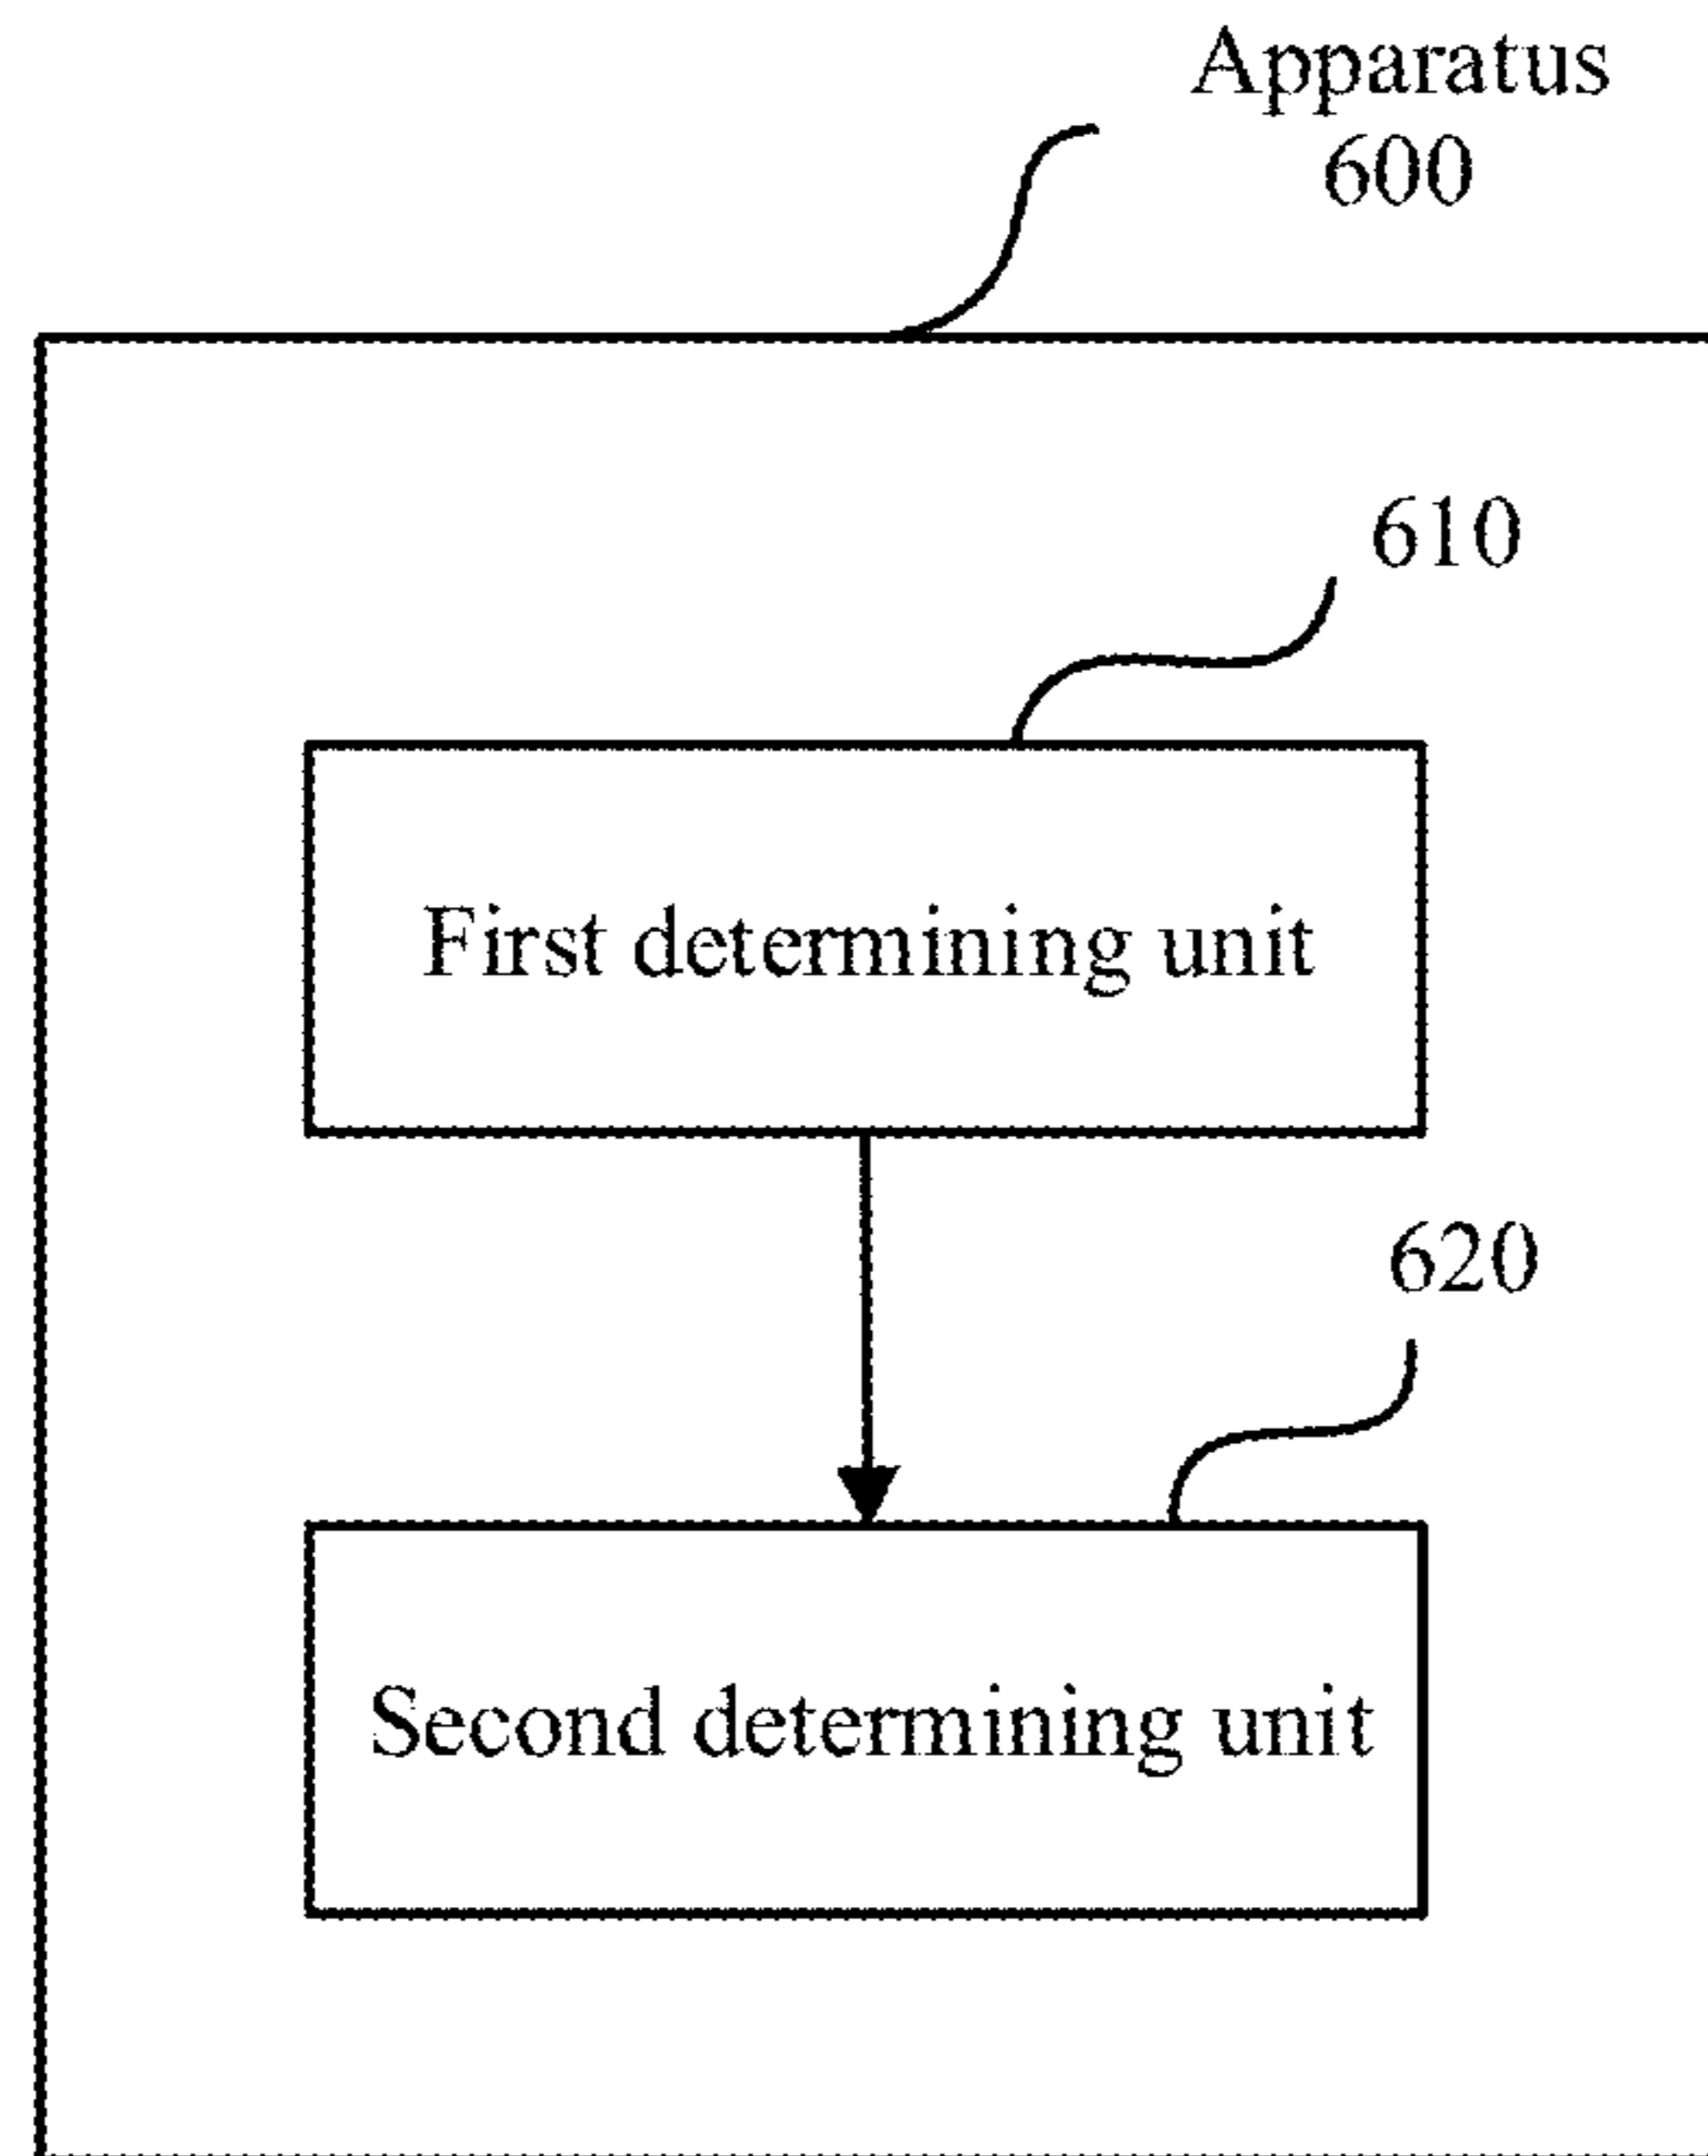 Apparatus
600
610
First determining unit
620
Second determining unit